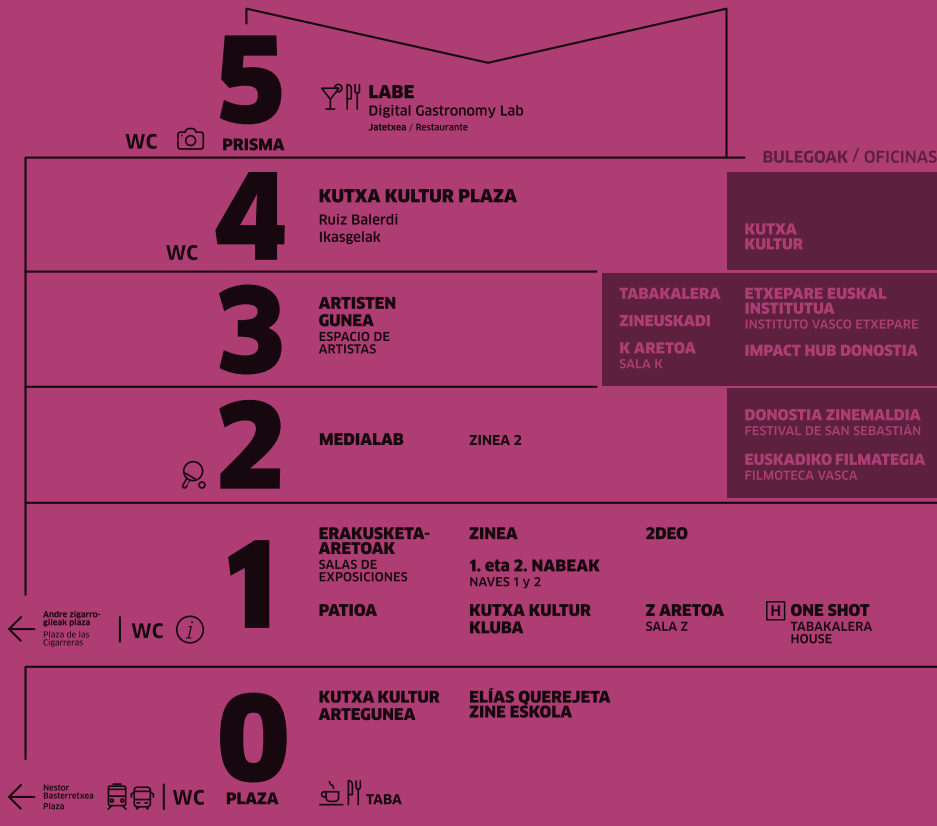 5
LABE
Digital Gastronomy Lab
Jatetxea / Restaurante
WC
PRISMA
BULEGOAK / OFICINAS
4
KUTXA KULTUR PLAZA
Ruiz Balerdi
Ikasgelak
WC
KUTXA
KULTUR
3
ARTISTEN
GUNEA
ESPACIO DE
ARTISTAS
TABAKALERA
ZINEUSKADI
K ARETOA
SALA K
ETXEPARE EUSKAL
INSTITUTUA
INSTITUTO VASCO ETXEPARE
IMPACT HUB DONOSTIA
2
MEDIALAB
ZINEA 2
DONOSTIA ZINEMALDIA
FESTIVAL DE SAN SEBASTIÁN
EUSKADIKO FILMATEGIA
FILMOTECA VASCA
1
ERAKUSKETA-
ARETOAK
SALAS DE
EXPOSICIONES
ZINEA
2DEO
1. eta 2. NABEAK
NAVES 1 y 2
PATIOA
KUTXA KULTUR
KLUBA
Z ARETOA
SALA Z
H ONE SHOT
TABAKALERA
HOUSE
Andre zigarro-
gileak plaza
Plaza de las
Cigarreras
WC
i
0
KUTXA KULTUR
ARTEGUNEA
ELÍAS QUEREJETA
ZINE ESKOLA
Nestor
Basterretxea
Plaza
WC
PLAZA
TABA